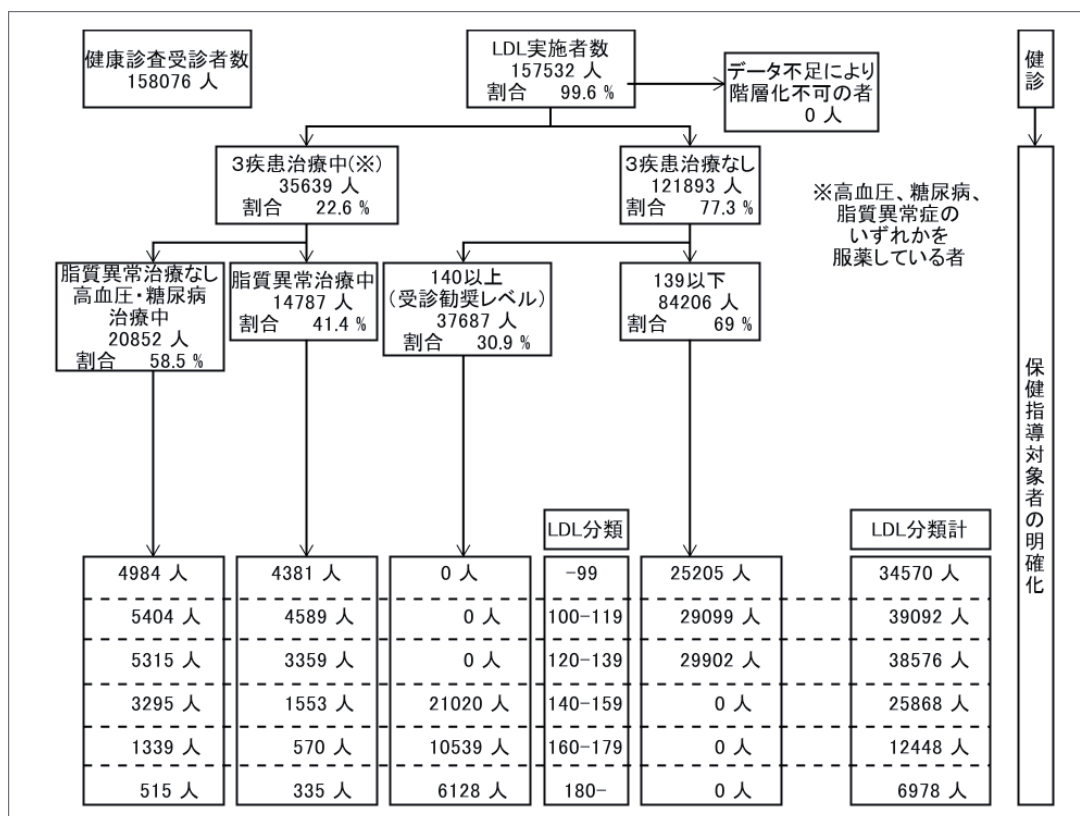 健康診査受診者数
158076 人
LDL実施者数
157532 人
割合 99.6 %
データ不足により
階層化不可の者
0 人
健診
3疾患治療中(※)
35639 人
割合 22.6 %
3疾患治療なし
121893 人
割合 77.3 %
※高血圧、糖尿病、
脂質異常症の
いずれかを
服薬している者
脂質異常治療なし
高血圧・糖尿病
治療中
20852 人
割合 58.5 %
脂質異常治療中
14787 人
割合 41.4 %
140以上
(受診勧奨レベル)
37687 人
割合 30.9 %
139以下
84206 人
割合 69 %
保健指導対象者の明確化
LDL分類
LDL分類計
4984 人 4381 人 0 人 -99 25205 人 34570 人
5404 人 4589 人 0 人 100-119 29099 人 39092 人
5315 人 3359 人 0 人 120-139 29902 人 38576 人
3295 人 1553 人 21020 人 140-159 0 人 25868 人
1339 人 570 人 10539 人 160-179 0 人 12448 人
515 人 335 人 6128 人 180- 0 人 6978 人